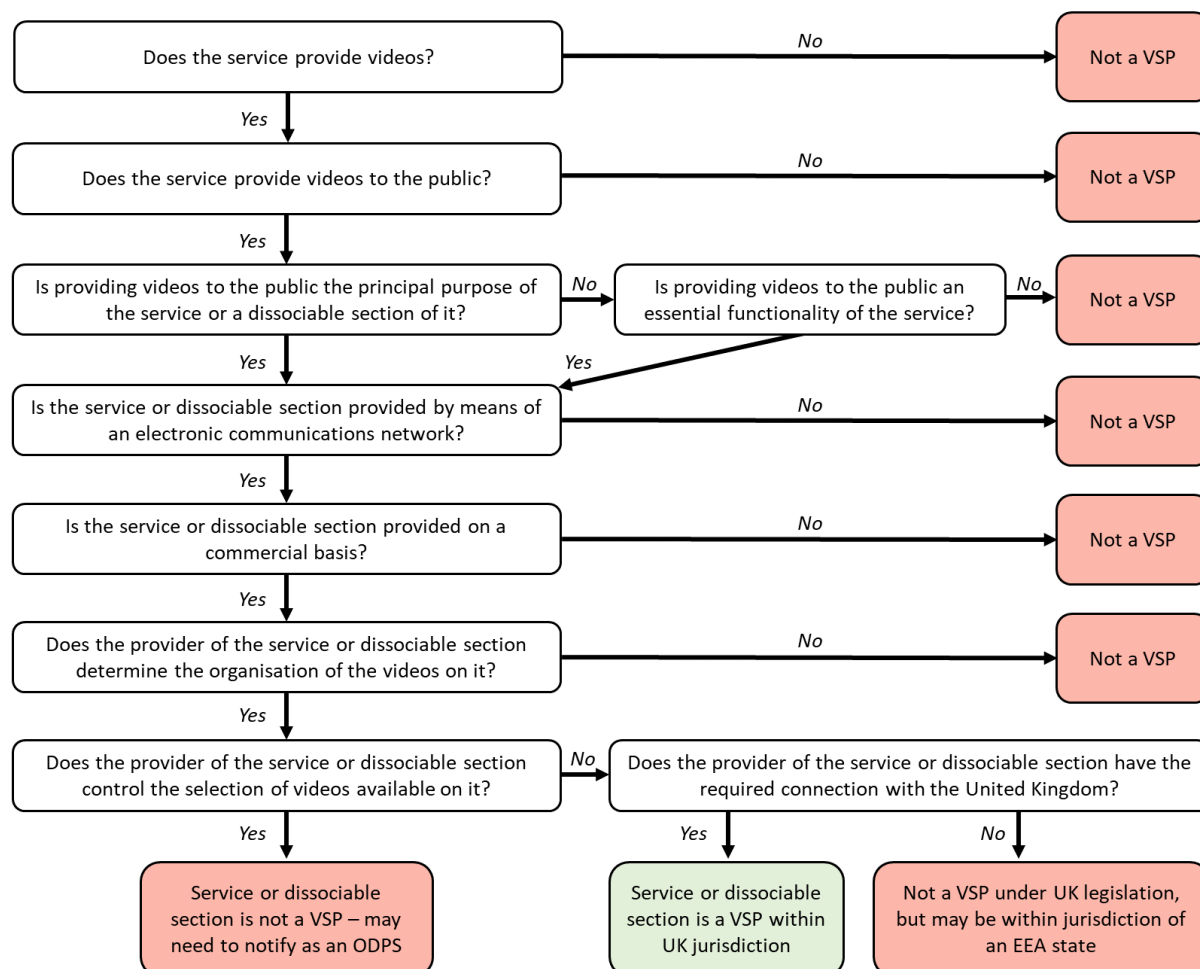 Does the service provide videos?
No
Not a VSP
Yes
Does the service provide videos to the public?
No
Not a VSP
Yes
Is providing videos to the public the principal purpose of
the service or a dissociable section of it?
No
Is providing videos to the public an
essential functionality of the service?
No
Not a VSP
Yes
Yes
Is the service or dissociable section provided by means of
an electronic communications network?
No
Not a VSP
Yes
Is the service or dissociable section provided on a
commercial basis?
No
Not a VSP
Yes
Does the provider of the service or dissociable section
determine the organisation of the videos on it?
No
Not a VSP
Yes
Does the provider of the service or dissociable section
control the selection of videos available on it?
No
Does the provider of the service or dissociable section have the
required connection with the United Kingdom?
Yes
Yes
No
Service or dissociable
section is not a VSP – may
need to notify as an ODPS
Service or dissociable
section is a VSP within
UK jurisdiction
Not a VSP under UK legislation,
but may be within jurisdiction of
an EEA state